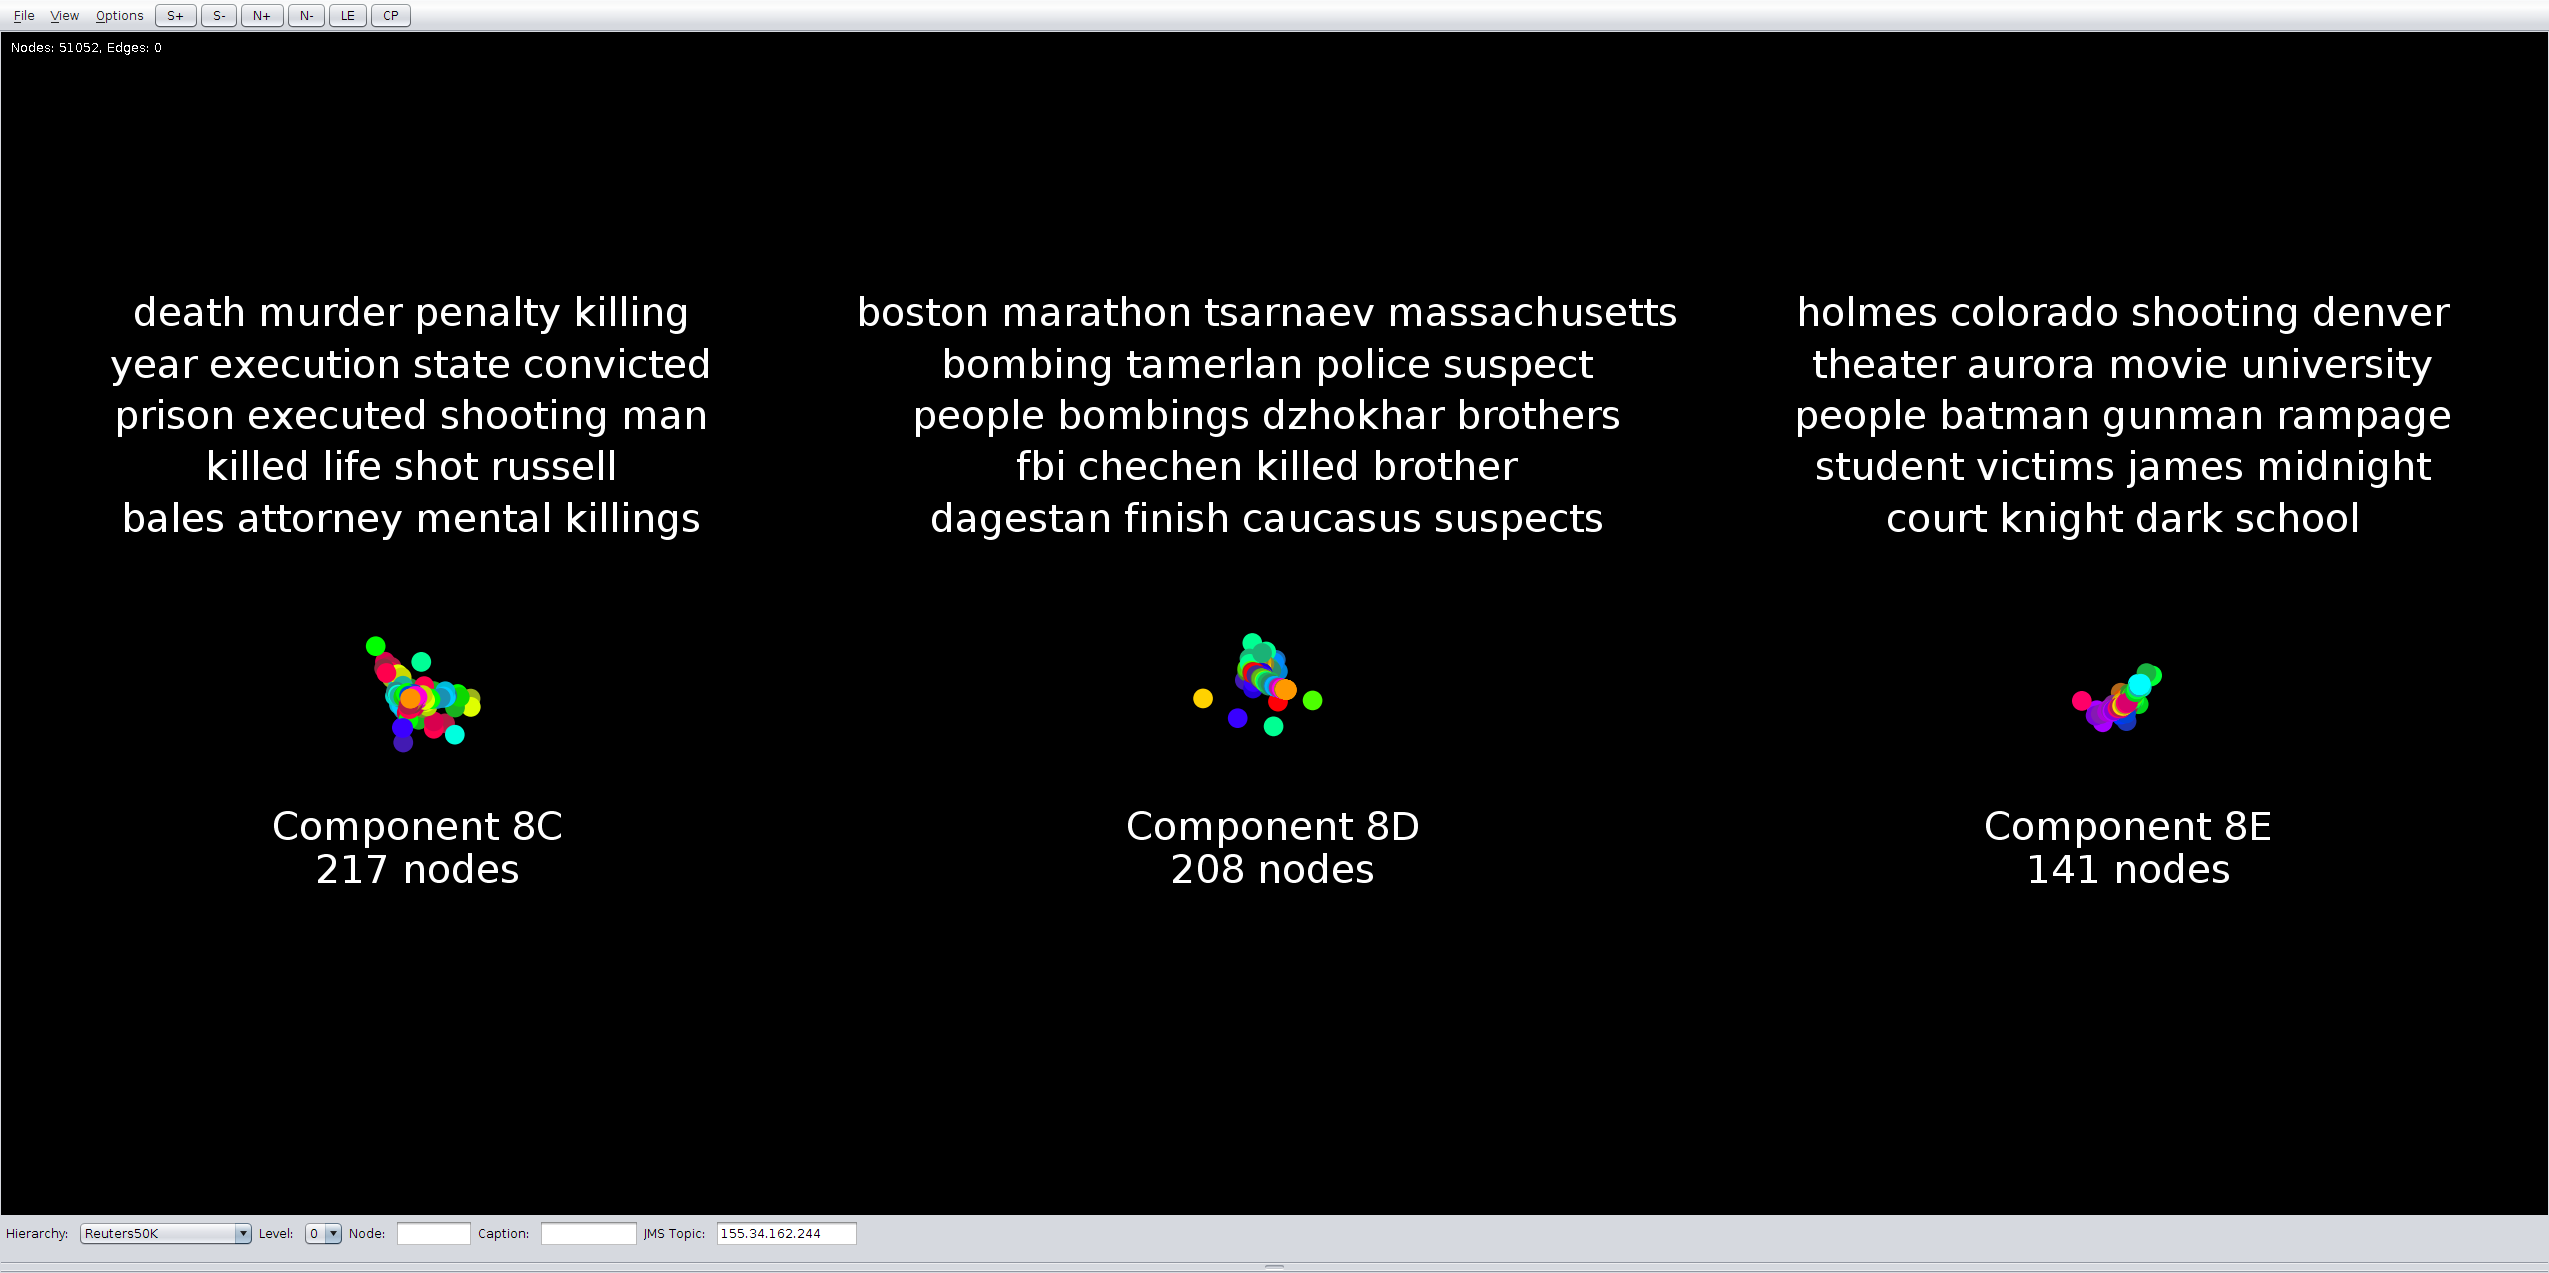 File View Options S+ S- N+ N- LE CP
Nodes: 51052, Edges: 0
death murder penalty killing
year execution state convicted
prison executed shooting man
killed life shot russell
bales attorney mental killings
Component 8C
217 nodes
boston marathon tsarnaev massachusetts
bombing tamerlan police suspect
people bombings dzhokhar brothers
fbi chechen killed brother
dagestan finish caucasus suspects
Component 8D
208 nodes
holmes colorado shooting denver
theater aurora movie university
people batman gunman rampage
student victims james midnight
court knight dark school
Component 8E
141 nodes
Hierarchy: Reuters50K Level: 0 Node: Caption: JMS Topic: 155.34.162.244